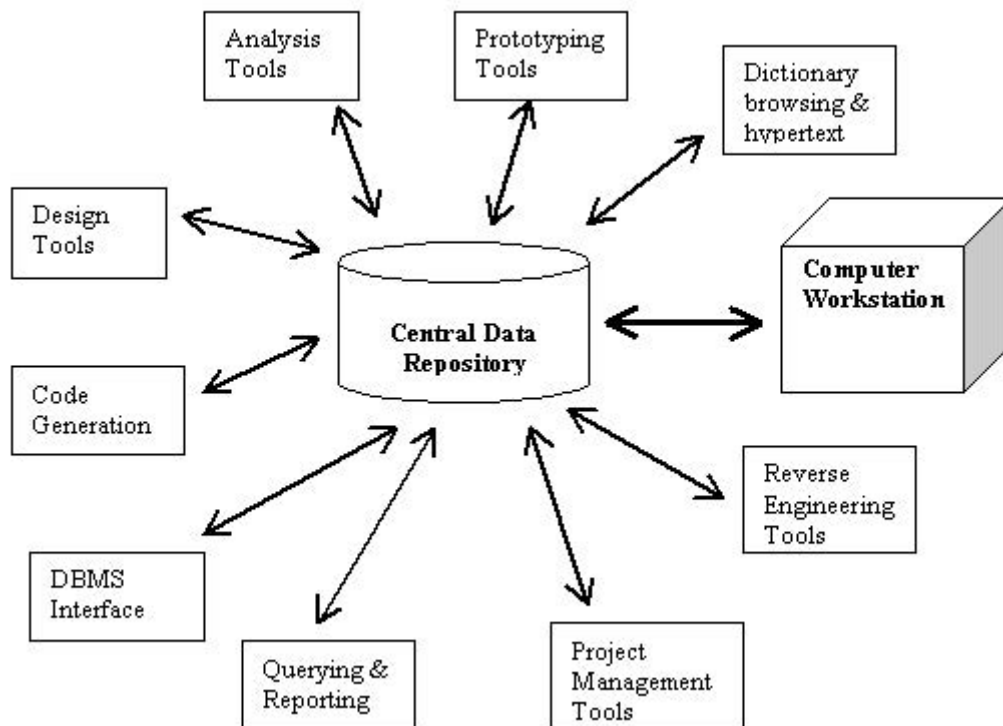 Analysis
Tools
Prototyping
Tools
Dictionary
browsing &
hypertext
Design
Tools
Computer
Workstation
Central Data
Repository
Code
Generation
Reverse
Engineering
Tools
DBMS
Interface
Querying &
Reporting
Project
Management
Tools